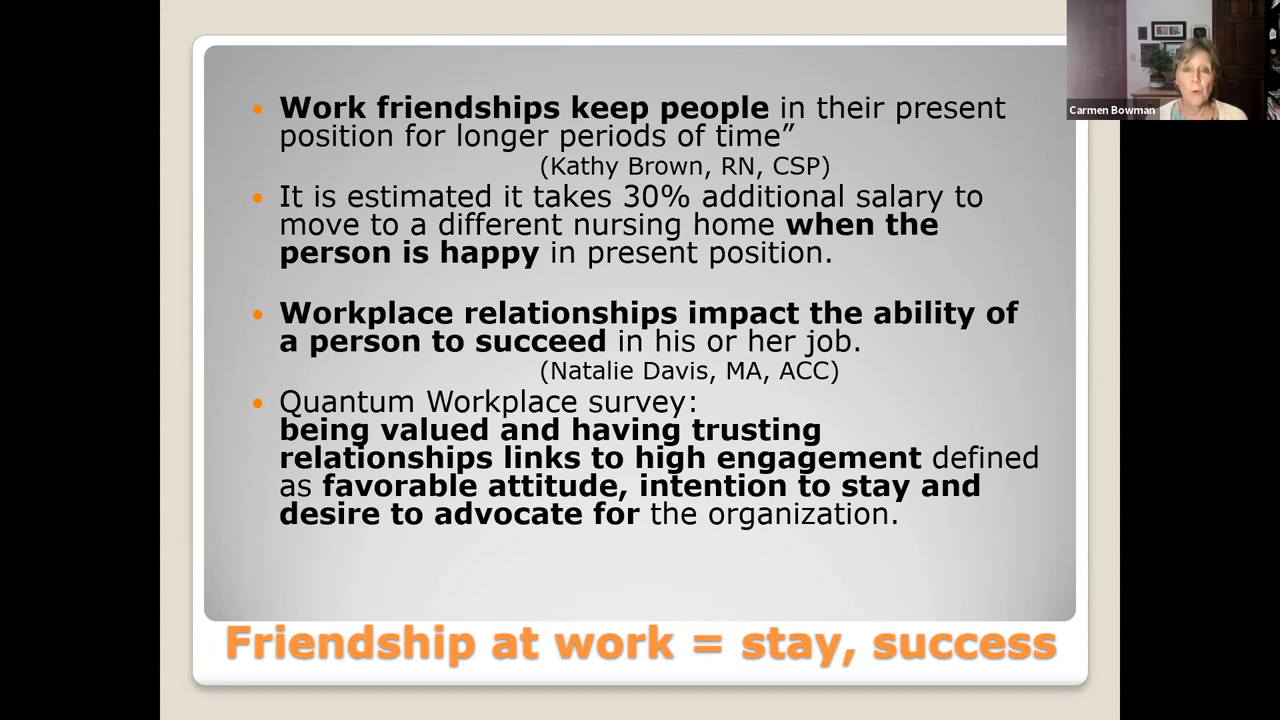 Work friendships keep people in their present
position for longer periods of time”
(Kathy Brown, RN, CSP)
It is estimated it takes 30% additional salary to
move to a different nursing home when the
person is happy in present position.
Workplace relationships impact the ability of
a person to succeed in his or her job.
(Natalie Davis, MA, ACC)
Quantum Workplace survey:
being valued and having trusting
relationships links to high engagement defined
as favorable attitude, intention to stay and
desire to advocate for the organization.
Friendship at work = stay, success
Carmen Bowman